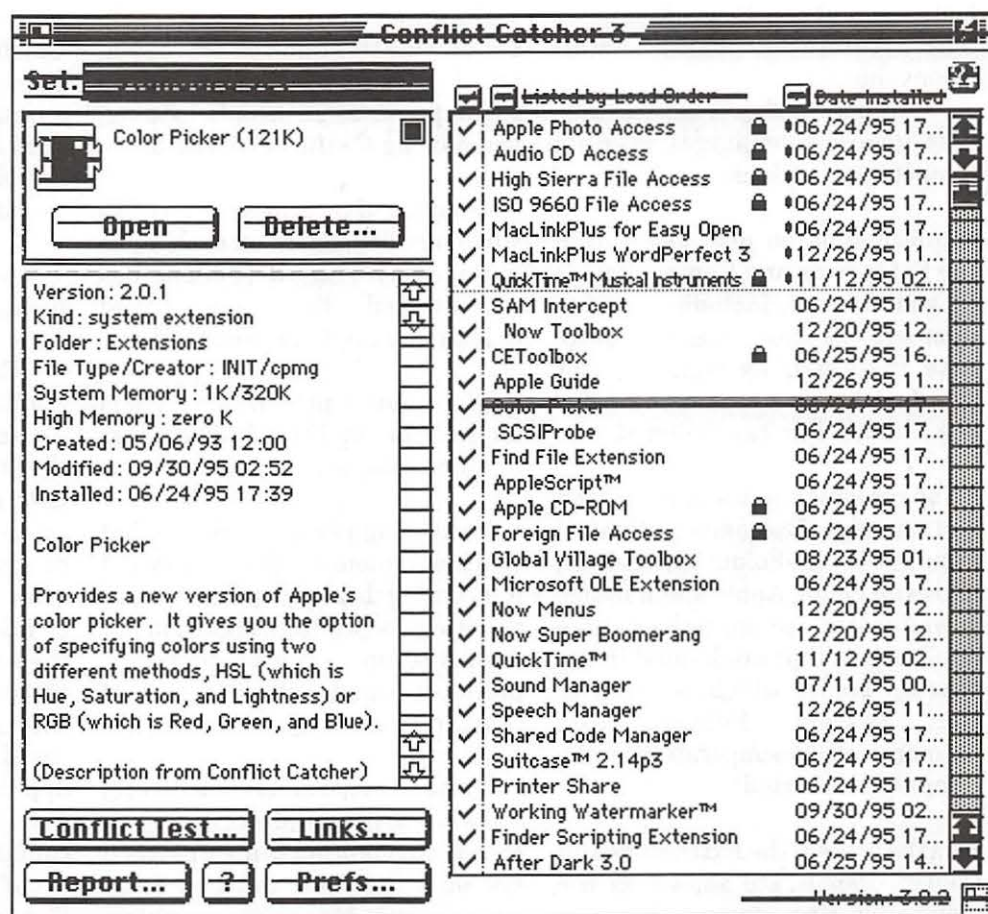 Conflict Catcher 3
Set:
Color Picker (121K)
Open
Delete...
Version: 2.0.1
Kind: system extension
Folder: Extensions
File Type/Creator: INIT/cpmg
System Memory: 1K/320K
High Memory: zero K
Created: 05/06/93 12:00
Modified: 09/30/95 02:52
Installed: 06/24/95 17:39
Color Picker
Provides a new version of Apple's
color picker. It gives you the option
of specifying colors using two
different methods, HSL (which is
Hue, Saturation, and Lightness) or
RGB (which is Red, Green, and Blue).
(Description from Conflict Catcher)
Conflict Test...
Links...
Report...
?
Prefs...
Listed by Load Order Date Installed
Apple Photo Access 06/24/95 17...
Audio CD Access 06/24/95 17...
High Sierra File Access 06/24/95 17...
ISO 9660 File Access 06/24/95 17...
MacLinkPlus for Easy Open 06/24/95 17...
MacLinkPlus WordPerfect 3 12/26/95 11...
QuickTime™ Musical Instruments 11/12/95 02...
SAM Intercept 06/24/95 17...
Now Toolbox 12/20/95 12...
CEToolbox 06/25/95 16...
Apple Guide 12/26/95 11...
Color Picker 06/24/95 17...
SCSIProbe 06/24/95 17...
Find File Extension 06/24/95 17...
AppleScript™ 06/24/95 17...
Apple CD-ROM 06/24/95 17...
Foreign File Access 06/24/95 17...
Global Village Toolbox 08/23/95 01...
Microsoft OLE Extension 06/24/95 17...
Now Menus 12/20/95 12...
Now Super Boomerang 12/20/95 12...
QuickTime™ 11/12/95 02...
Sound Manager 07/11/95 00...
Speech Manager 12/26/95 11...
Shared Code Manager 06/24/95 17...
Suitcase™ 2.14p3 06/24/95 17...
Printer Share 06/24/95 17...
Working Watermarker™ 09/30/95 02...
Finder Scripting Extension 06/24/95 17...
After Dark 3.0 06/25/95 14...
Version: 3.0.2